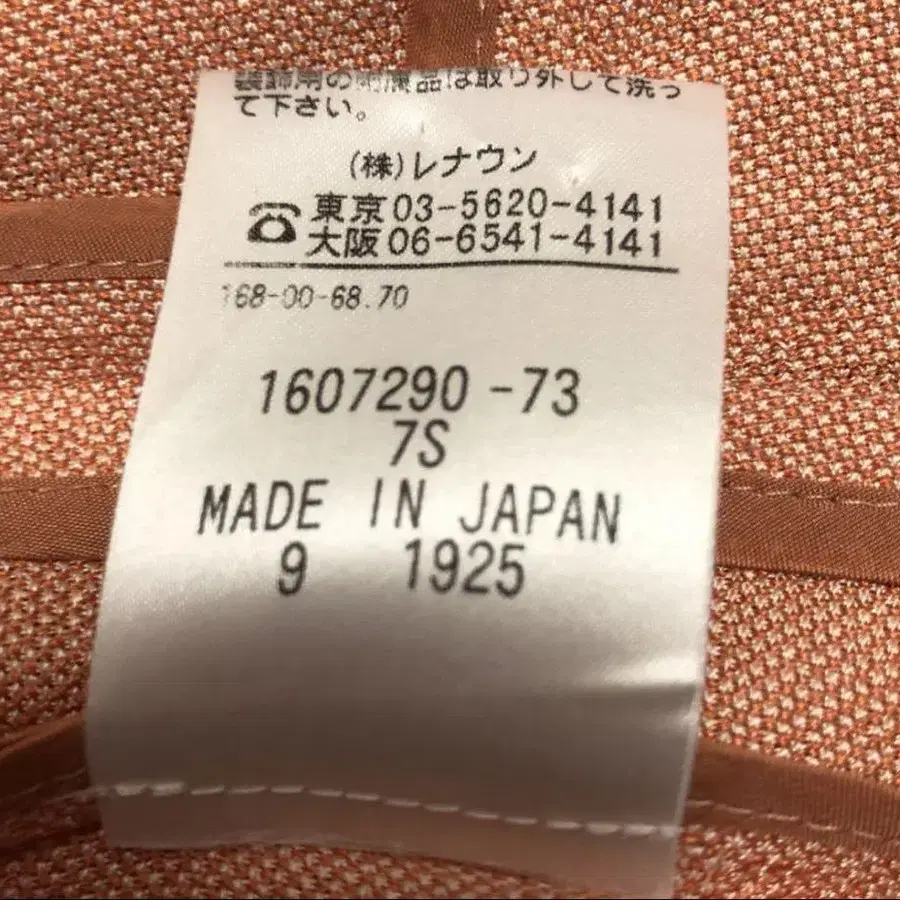 装飾用の附属品は取り外して洗っ
て下さい。
(株)レナウン
☎東京03-5620-4141
大阪06-6541-4141
168-00-68.70
1607290-73
7S
MADE IN JAPAN
9 1925